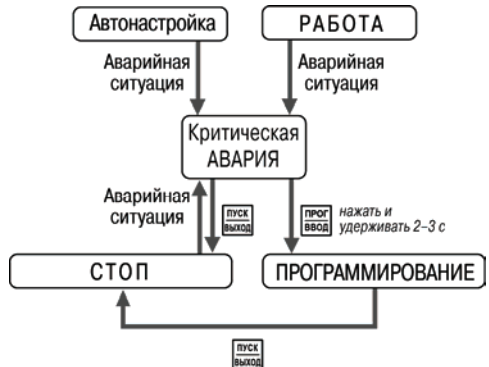 Автонастройка
РАБОТА
Аварийная
ситуация
Аварийная
ситуация
Критическая
АВАРИЯ
Аварийная
ситуация
ПУСК
ВЫХОД
ПРОГ
ВВОД
нажать и
удерживать 2–3 с
СТОП
ПРОГРАММИРОВАНИЕ
ПУСК
ВЫХОД